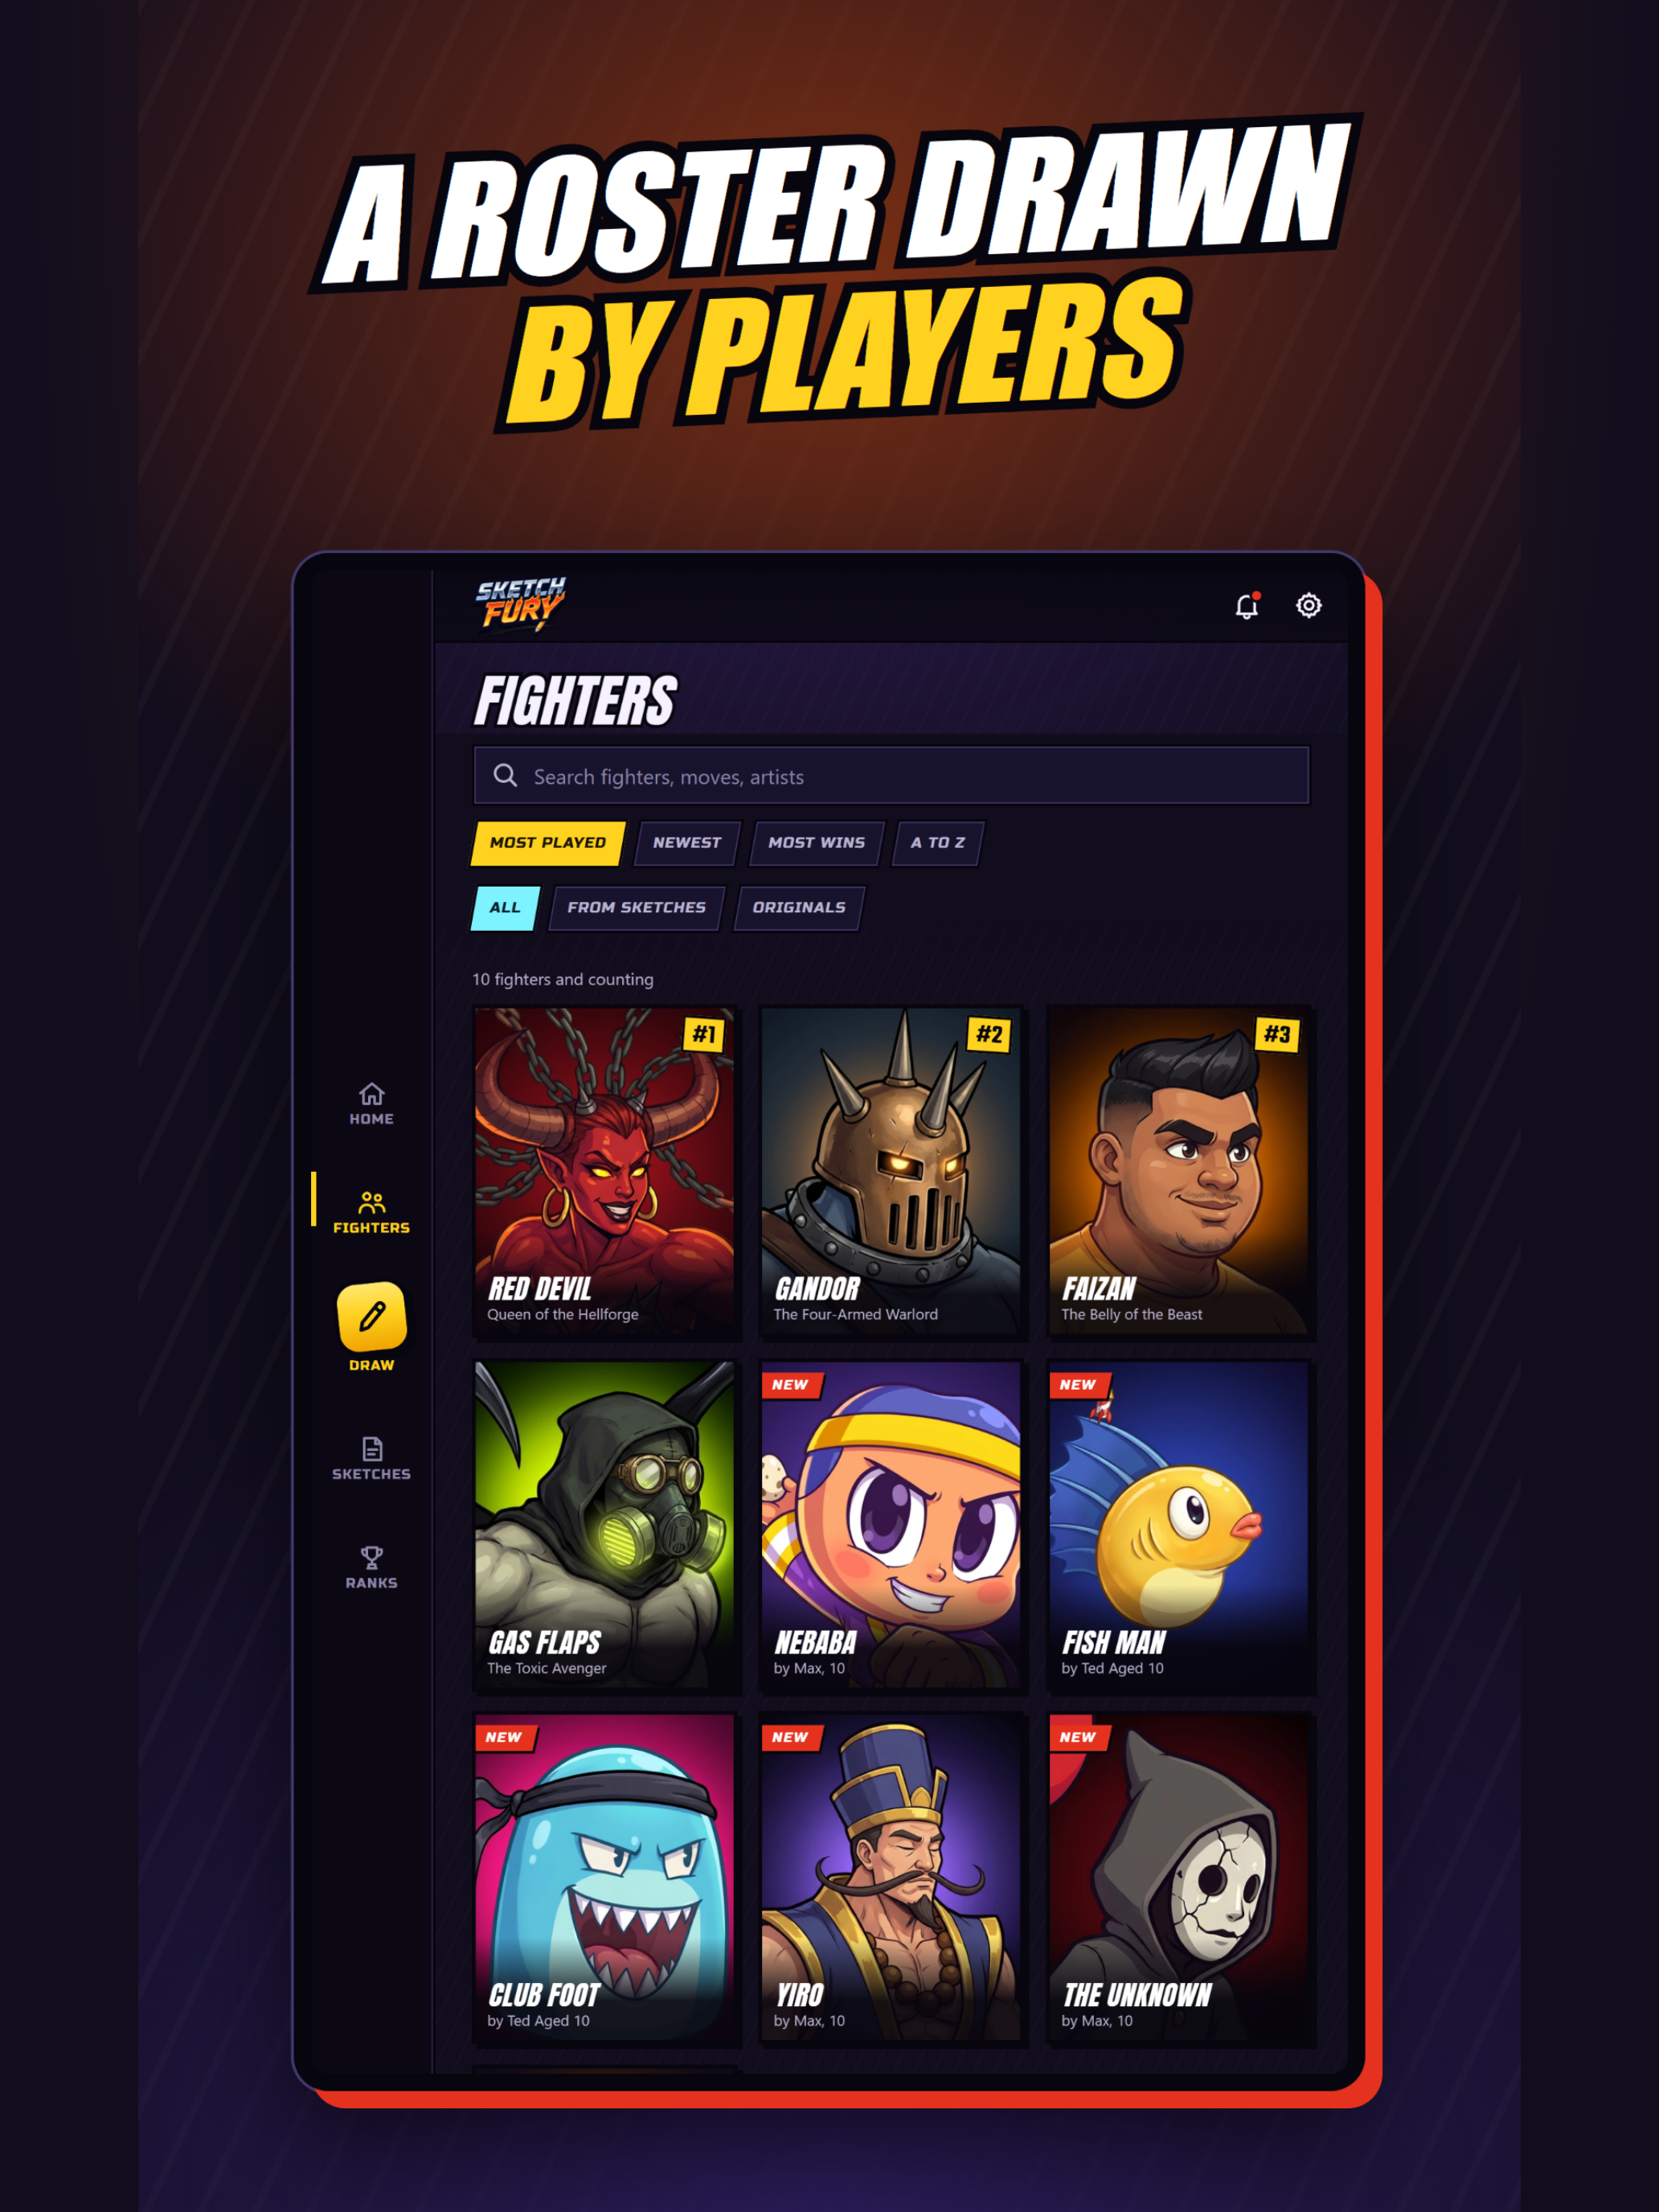 A ROSTER DRAWN
BY PLAYERS
SKETCH
FURY
FIGHTERS
Search fighters, moves, artists
MOST PLAYED
NEWEST
MOST WINS
A TO Z
ALL
FROM SKETCHES
ORIGINALS
10 fighters and counting
HOME
FIGHTERS
DRAW
SKETCHES
RANKS
#1
RED DEVIL
Queen of the Hellforge
#2
GANDOR
The Four-Armed Warlord
#3
FAIZAN
The Belly of the Beast
GAS FLAPS
The Toxic Avenger
NEW
NEBABA
by Max, 10
NEW
FISH MAN
by Ted Aged 10
NEW
CLUB FOOT
by Ted Aged 10
NEW
YIRO
by Max, 10
NEW
THE UNKNOWN
by Max, 10